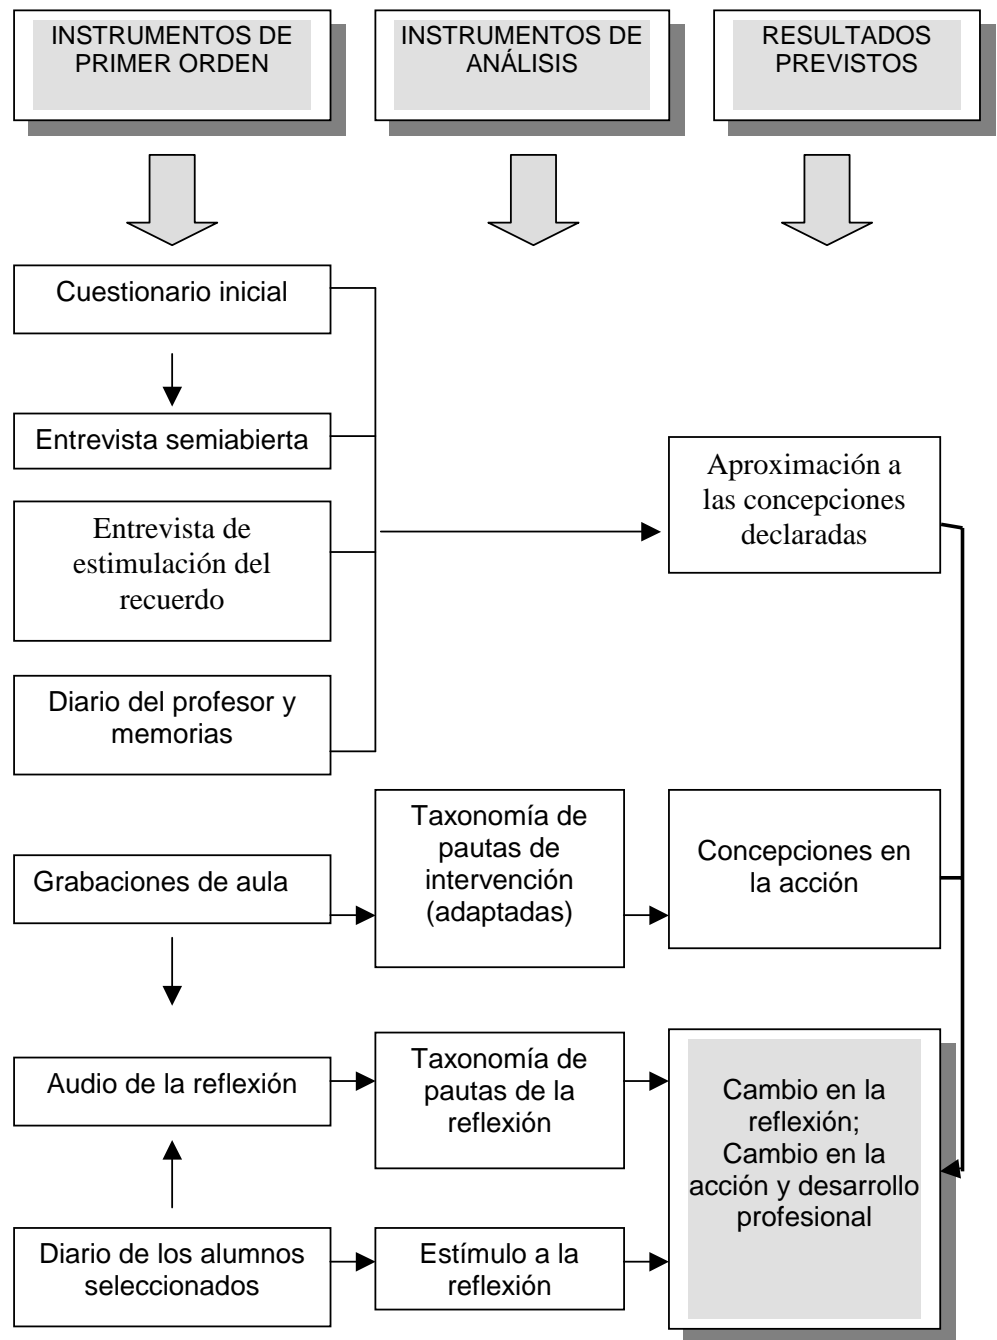 INSTRUMENTOS DE
PRIMER ORDEN
INSTRUMENTOS DE
ANÁLISIS
RESULTADOS
PREVISTOS
Cuestionario inicial
Entrevista semiabierta
Entrevista de
estimulación del
recuerdo
Aproximación a
las concepciones
declaradas
Diario del profesor y
memorias
Grabaciones de aula
Taxonomía de
pautas de
intervención
(adaptadas)
Concepciones en
la acción
Audio de la reflexión
Taxonomía de
pautas de la
reflexión
Cambio en la
reflexión;
Cambio en la
acción y desarrollo
profesional
Diario de los alumnos
seleccionados
Estímulo a la
reflexión